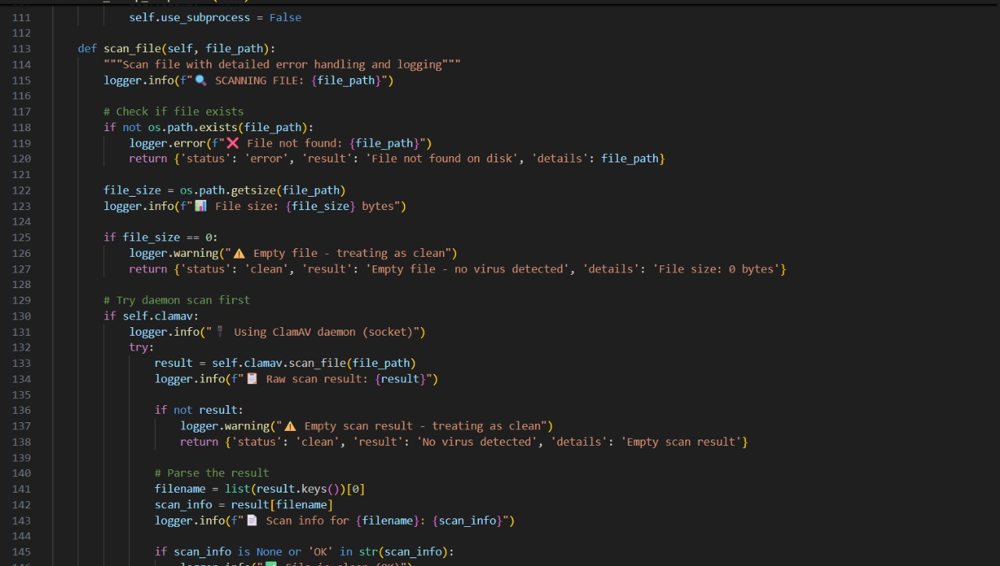 111             self.use_subprocess = False
112
113     def scan_file(self, file_path):
114         """Scan file with detailed error handling and logging"""
115         logger.info(f"🔍 SCANNING FILE: {file_path}")
116
117         # Check if file exists
118         if not os.path.exists(file_path):
119             logger.error(f"❌ File not found: {file_path}")
120             return {'status': 'error', 'result': 'File not found on disk', 'details': file_path}
121
122         file_size = os.path.getsize(file_path)
123         logger.info(f"📊 File size: {file_size} bytes")
124
125         if file_size == 0:
126             logger.warning("⚠️ Empty file - treating as clean")
127             return {'status': 'clean', 'result': 'Empty file - no virus detected', 'details': 'File size: 0 bytes'}
128
129         # Try daemon scan first
130         if self.clamav:
131             logger.info("🔌 Using ClamAV daemon (socket)")
132             try:
133                 result = self.clamav.scan_file(file_path)
134                 logger.info(f"📋 Raw scan result: {result}")
135
136                 if not result:
137                     logger.warning("⚠️ Empty scan result - treating as clean")
138                     return {'status': 'clean', 'result': 'No virus detected', 'details': 'Empty scan result'}
139
140                 # Parse the result
141                 filename = list(result.keys())[0]
142                 scan_info = result[filename]
143                 logger.info(f"📄 Scan info for {filename}: {scan_info}")
144
145                 if scan_info is None or 'OK' in str(scan_info):
146                     logger.info("✅ File is clean (OK)")